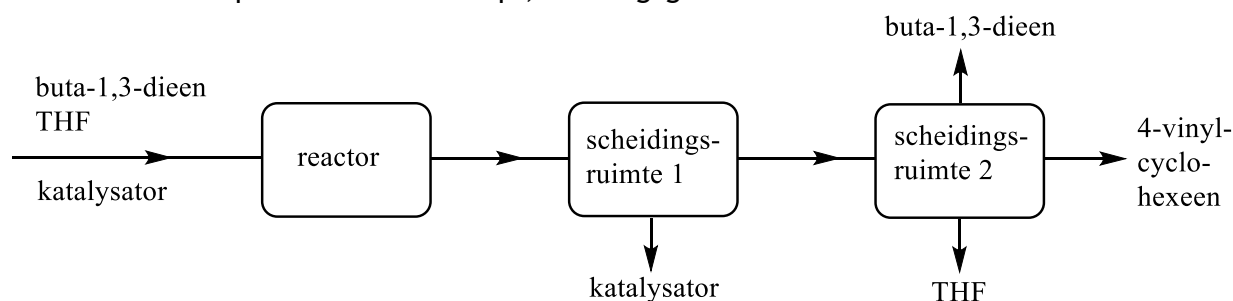 buta-1,3-dieen
buta-1,3-dieen
THF
katalysator
reactor
scheidings-
ruimte 1
katalysator
scheidings-
ruimte 2
THF
4-vinyl-
cyclo-
hexeen